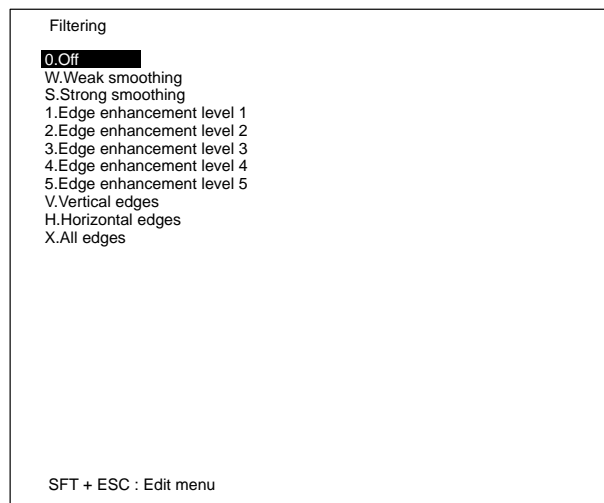 Filtering
0.Off
W.Weak smoothing
S.Strong smoothing
1.Edge enhancement level 1
2.Edge enhancement level 2
3.Edge enhancement level 3
4.Edge enhancement level 4
5.Edge enhancement level 5
V.Vertical edges
H.Horizontal edges
X.All edges
SFT + ESC : Edit menu